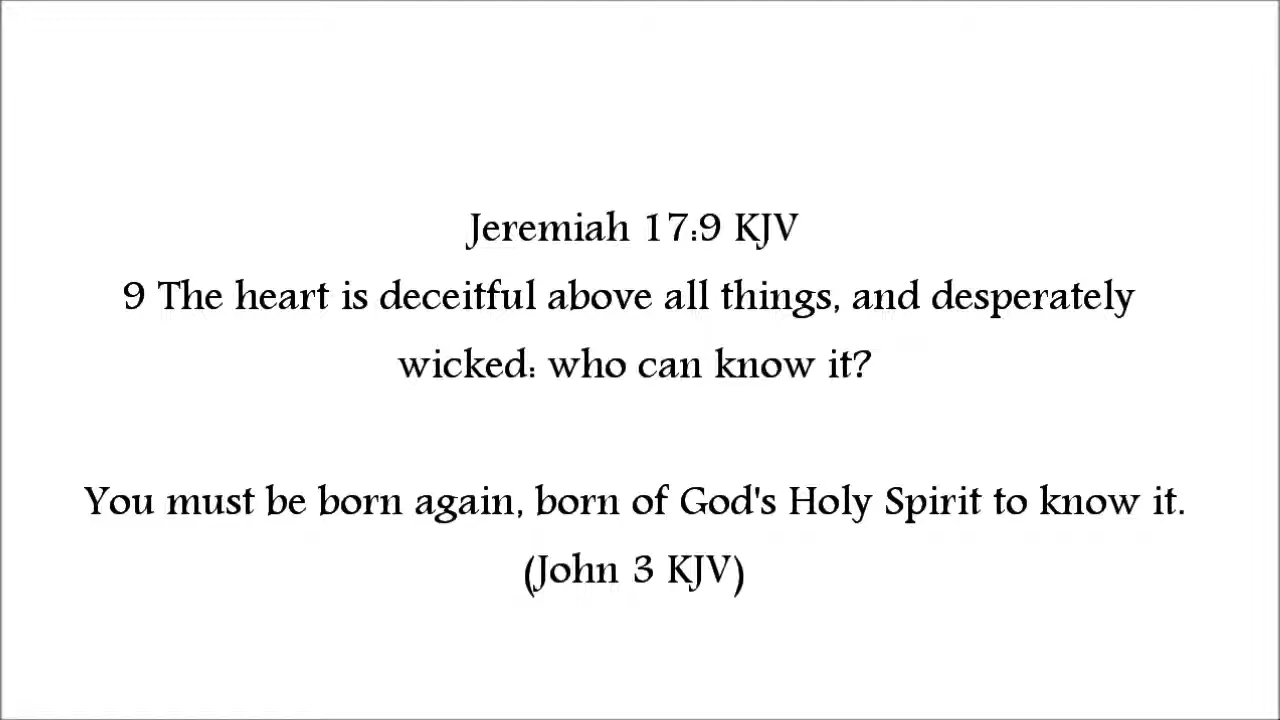 Jeremiah 17:9 KJV
9 The heart is deceitful above all things, and desperately
wicked: who can know it?
You must be born again, born of God's Holy Spirit to know it.
(John 3 KJV)